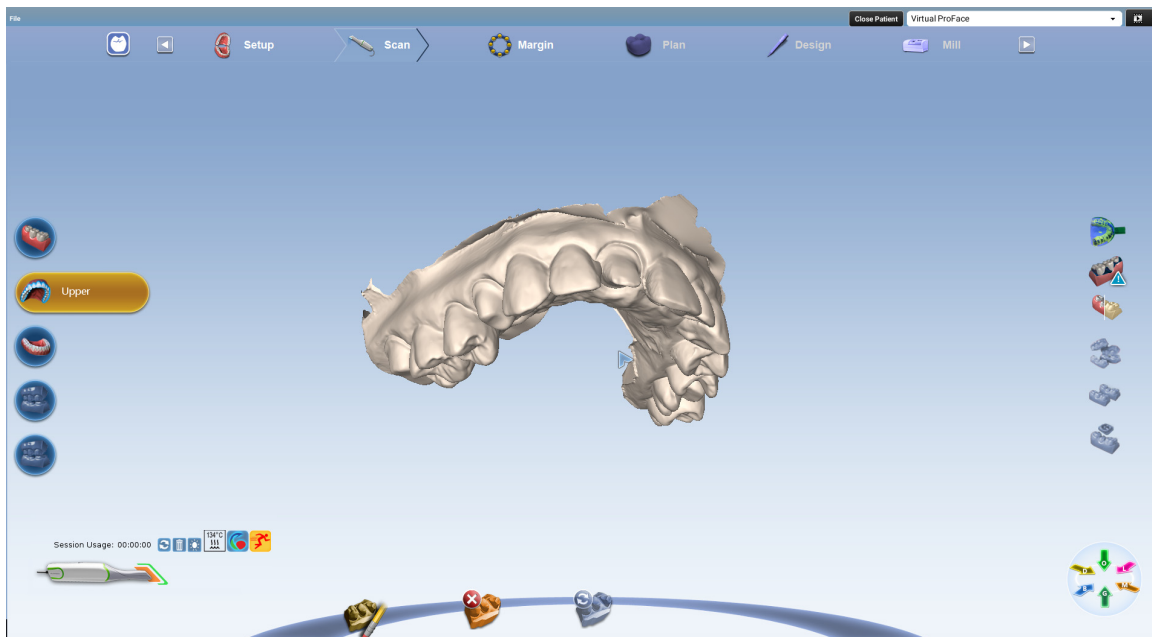 File
Close Patient
Virtual ProFace
Setup
Scan
Margin
Plan
Design
Mill
Upper
Session Usage: 00:00:00
134°C
O
D
M
B
G